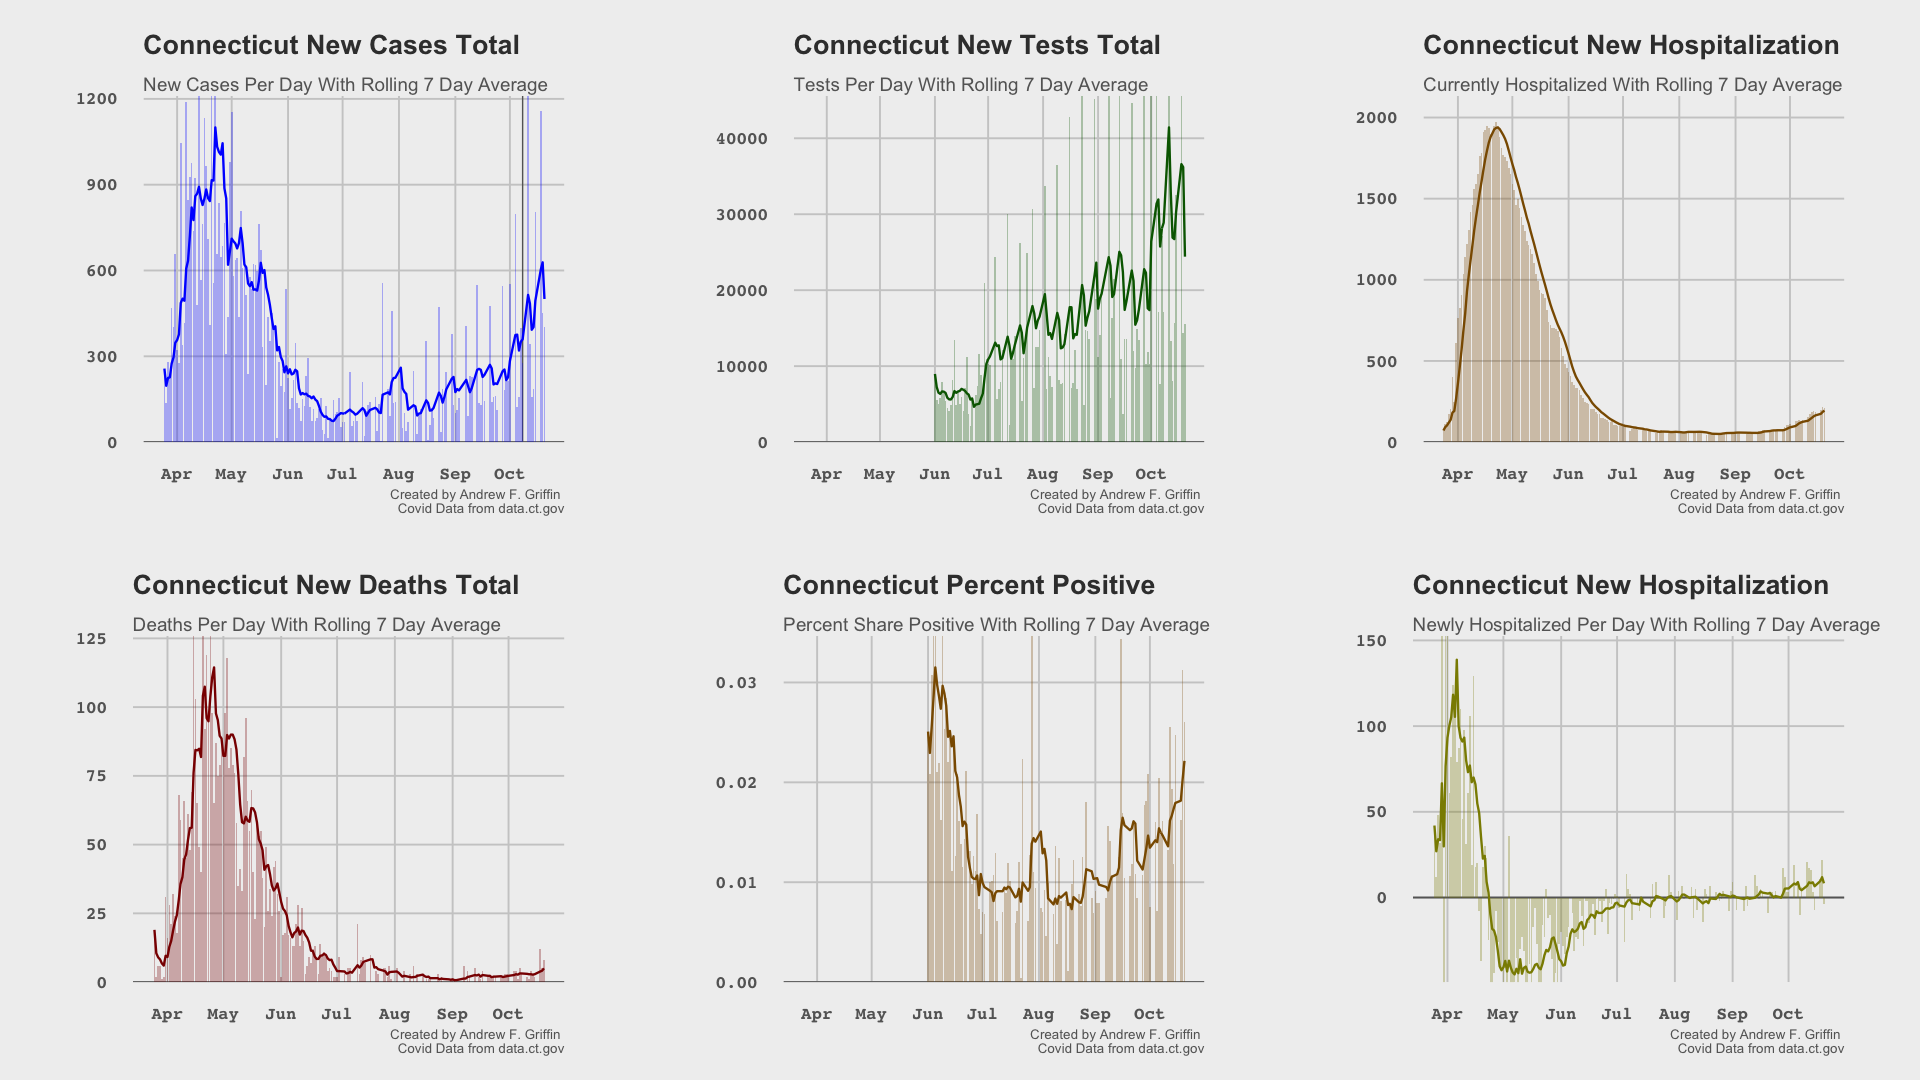 Connecticut New Cases Total
New Cases Per Day With Rolling 7 Day Average
1200
900
600
300
0
Apr May Jun Jul Aug Sep Oct
Created by Andrew F. Griffin
Covid Data from data.ct.gov
Connecticut New Tests Total
Tests Per Day With Rolling 7 Day Average
40000
30000
20000
10000
0
Apr May Jun Jul Aug Sep Oct
Created by Andrew F. Griffin
Covid Data from data.ct.gov
Connecticut New Hospitalization
Currently Hospitalized With Rolling 7 Day Average
2000
1500
1000
500
0
Apr May Jun Jul Aug Sep Oct
Created by Andrew F. Griffin
Covid Data from data.ct.gov
Connecticut New Deaths Total
Deaths Per Day With Rolling 7 Day Average
125
100
75
50
25
0
Apr May Jun Jul Aug Sep Oct
Created by Andrew F. Griffin
Covid Data from data.ct.gov
Connecticut Percent Positive
Percent Share Positive With Rolling 7 Day Average
0.03
0.02
0.01
0.00
Apr May Jun Jul Aug Sep Oct
Created by Andrew F. Griffin
Covid Data from data.ct.gov
Connecticut New Hospitalization
Newly Hospitalized Per Day With Rolling 7 Day Average
150
100
50
0
Apr May Jun Jul Aug Sep Oct
Created by Andrew F. Griffin
Covid Data from data.ct.gov